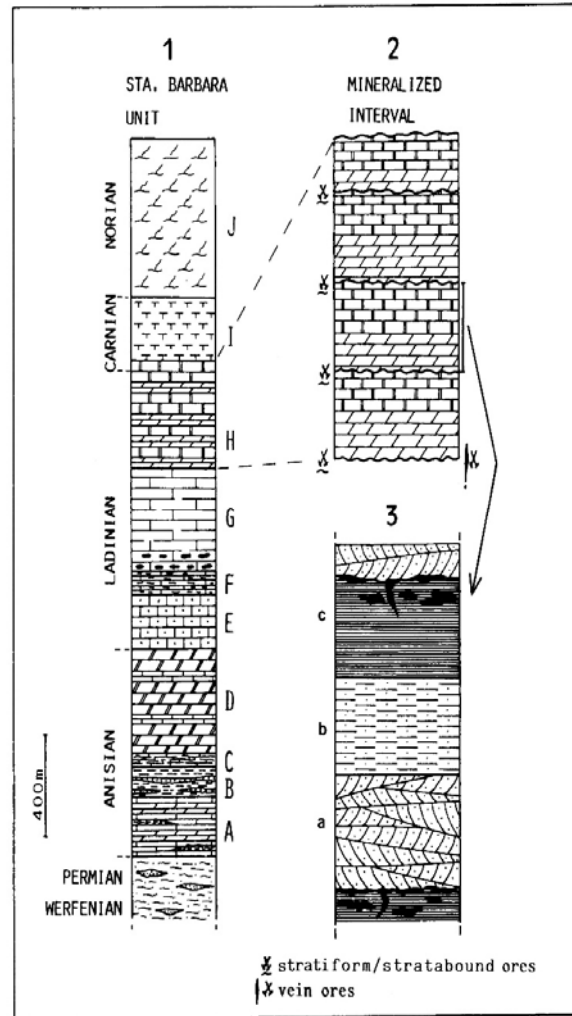 1
STA. BARBARA
UNIT
2
MINERALIZED
INTERVAL
NORIAN
CARNIAN
LADINIAN
ANISIAN
PERMIAN
WERFENIAN
400m
J
I
H
G
F
E
D
C
B
A
3
c
b
a
stratiform/stratabound ores
vein ores